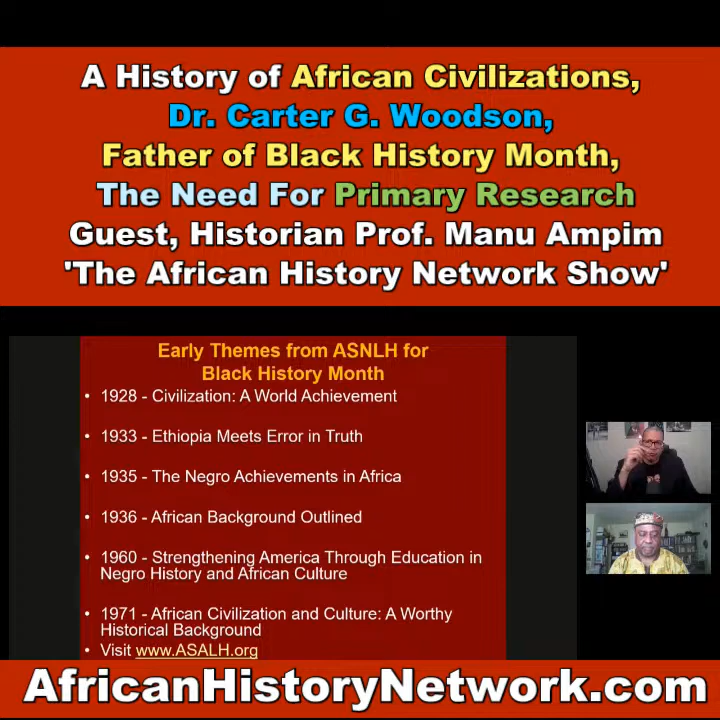 A History of African Civilizations,
Dr. Carter G. Woodson,
Father of Black History Month,
The Need For Primary Research
Guest, Historian Prof. Manu Ampim
'The African History Network Show'
Early Themes from ASNLH for
Black History Month
• 1928 - Civilization: A World Achievement
• 1933 - Ethiopia Meets Error in Truth
• 1935 - The Negro Achievements in Africa
• 1936 - African Background Outlined
• 1960 - Strengthening America Through Education in
Negro History and African Culture
• 1971 - African Civilization and Culture: A Worthy
Historical Background
• Visit www.ASALH.org
AfricanHistoryNetwork.com